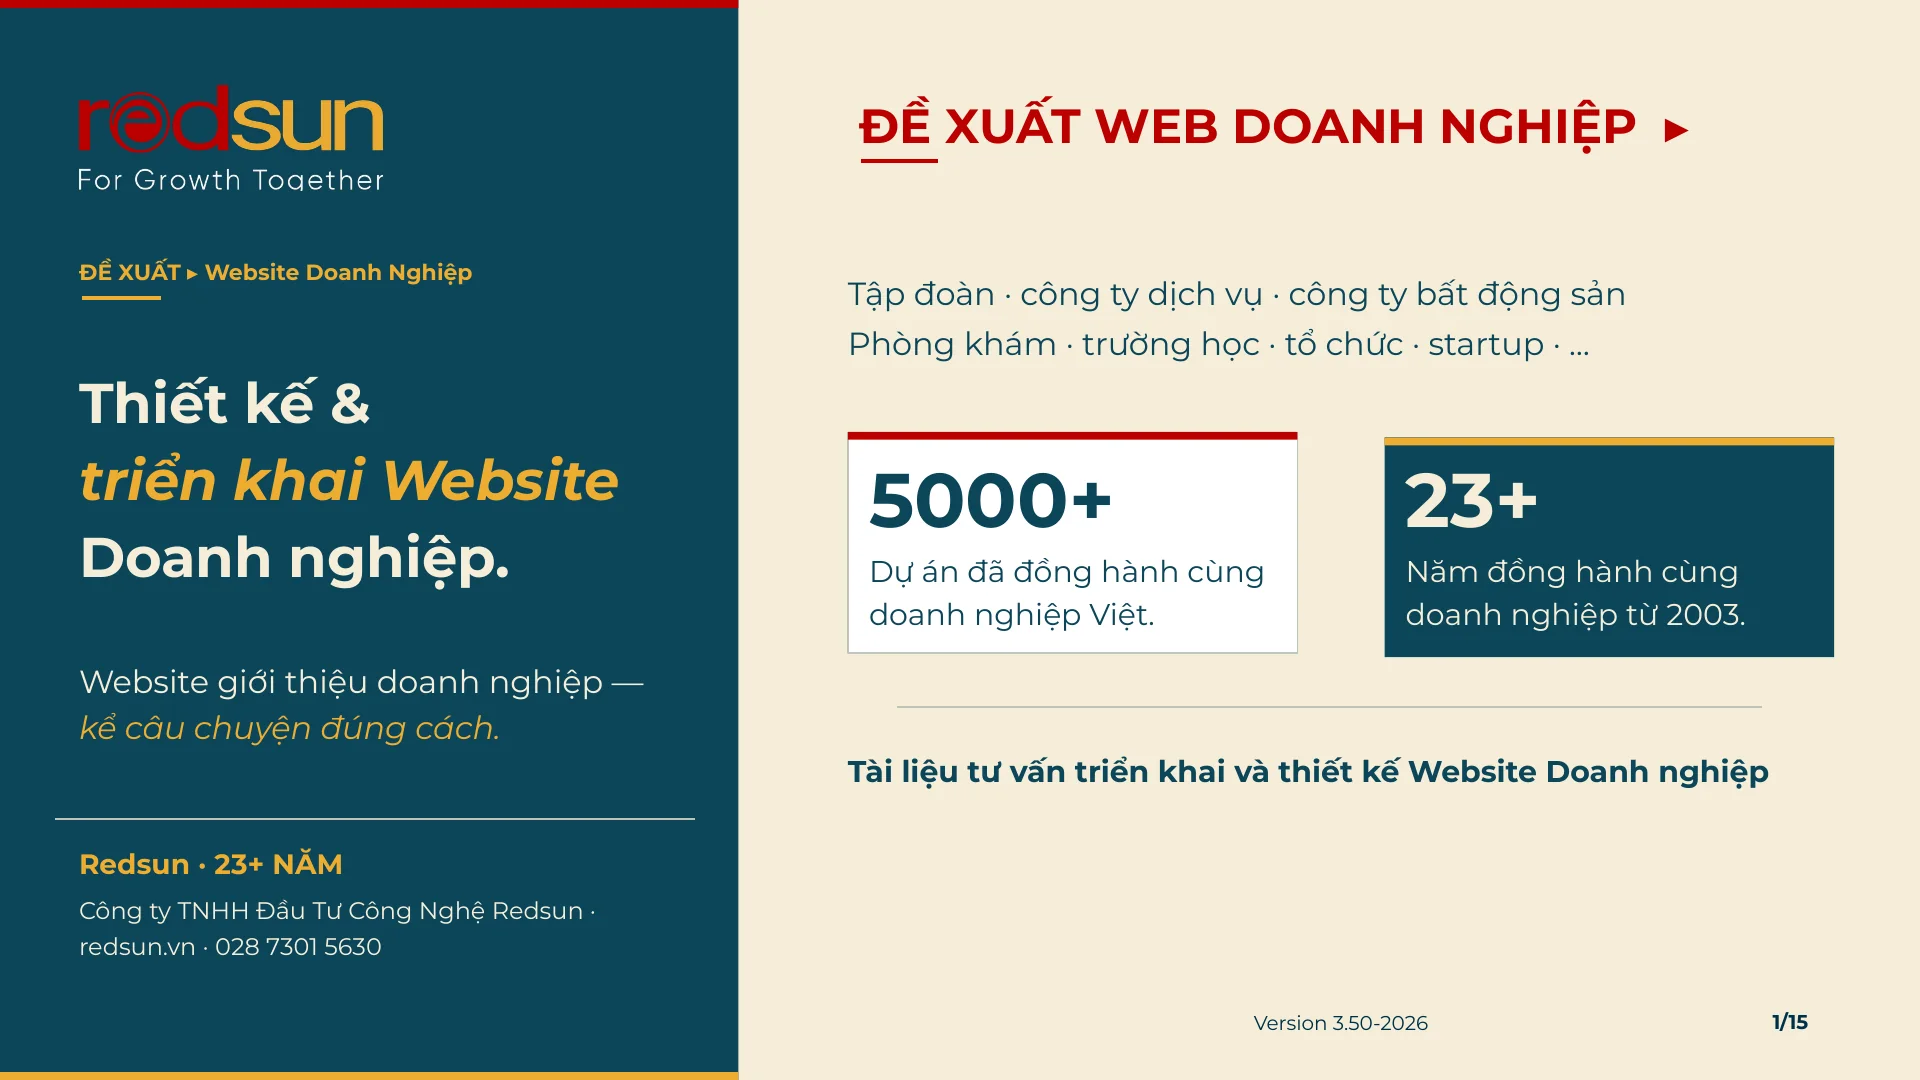 redsun
For Growth Together
ĐỀ XUẤT ▸ Website Doanh Nghiệp
Thiết kế &
triển khai Website
Doanh nghiệp.
Website giới thiệu doanh nghiệp —
kể câu chuyện đúng cách.
Redsun · 23+ NĂM
Công ty TNHH Đầu Tư Công Nghệ Redsun ·
redsun.vn · 028 7301 5630
ĐỀ XUẤT WEB DOANH NGHIỆP ▸
Tập đoàn · công ty dịch vụ · công ty bất động sản
Phòng khám · trường học · tổ chức · startup · ...
5000+
Dự án đã đồng hành cùng
doanh nghiệp Việt.
23+
Năm đồng hành cùng
doanh nghiệp từ 2003.
Tài liệu tư vấn triển khai và thiết kế Website Doanh nghiệp
Version 3.50-2026
1/15